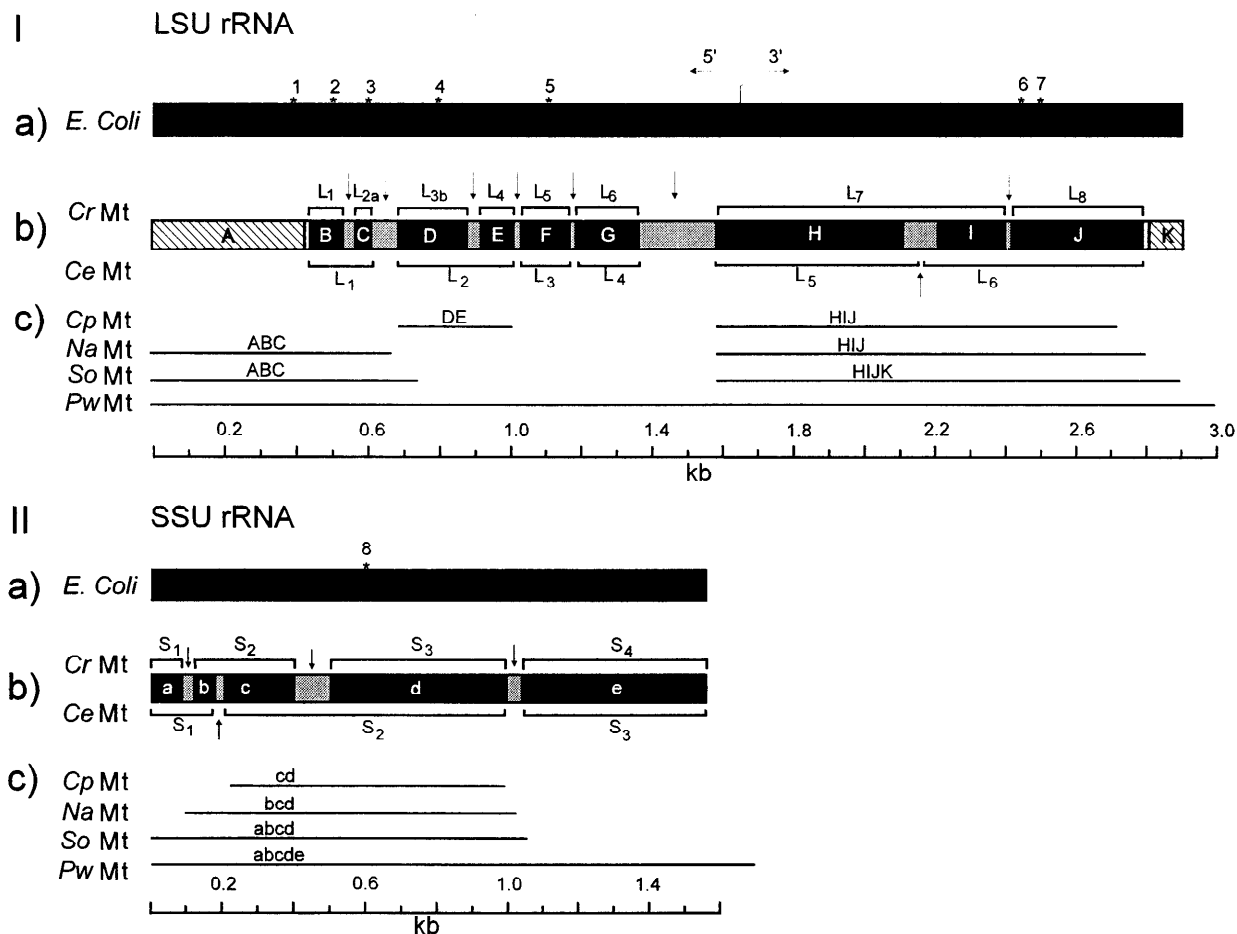 I LSU rRNA
5' 3'
1 2 3 4 5 6 7
* * * * * * *
a) E. Coli
L1 L2a L3b L4 L5 L6 L7 L8
Cr Mt
b) A B C D E F G H I J K
Ce Mt
L1 L2 L3 L4 L5 L6
c) Cp Mt DE HIJ
Na Mt ABC HIJ
So Mt ABC HIJK
Pw Mt
0.2 0.6 1.0 1.4 1.8 2.2 2.6 3.0
kb
II SSU rRNA
8
*
a) E. Coli
S1 S2 S3 S4
Cr Mt
b) a b c d e
Ce Mt
S1 S2 S3
c) Cp Mt cd
Na Mt bcd
So Mt abcd
Pw Mt abcde
0.2 0.6 1.0 1.4
kb